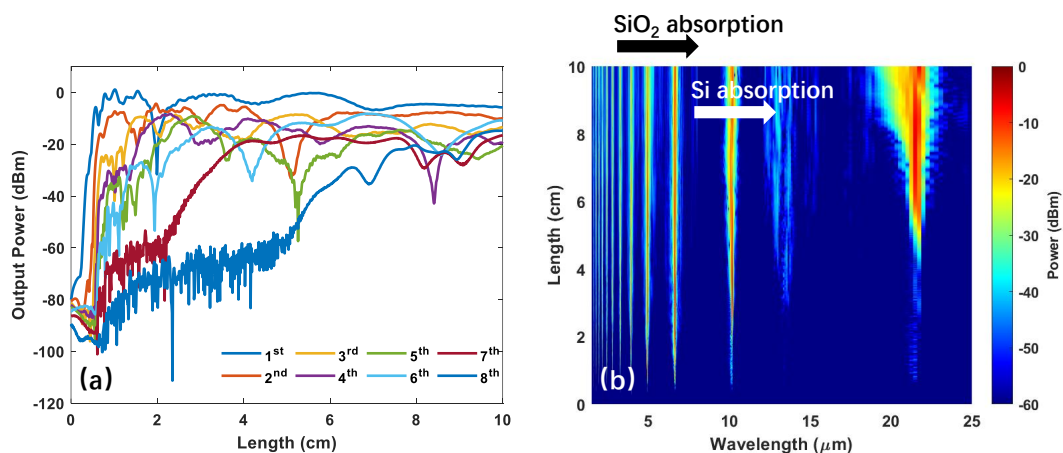 SiO₂ absorption
Si absorption
Output Power (dBm)
0
-20
-40
-60
-80
-100
-120
0 2 4 6 8 10
Length (cm)
(a)
1ˢᵗ 3ʳᵈ 5ᵗʰ 7ᵗʰ
2ⁿᵈ 4ᵗʰ 6ᵗʰ 8ᵗʰ
Length (cm)
10
8
6
4
2
0
5 10 15 20 25
Wavelength (μm)
(b)
0
-10
-20
-30
-40
-50
-60
Power (dBm)